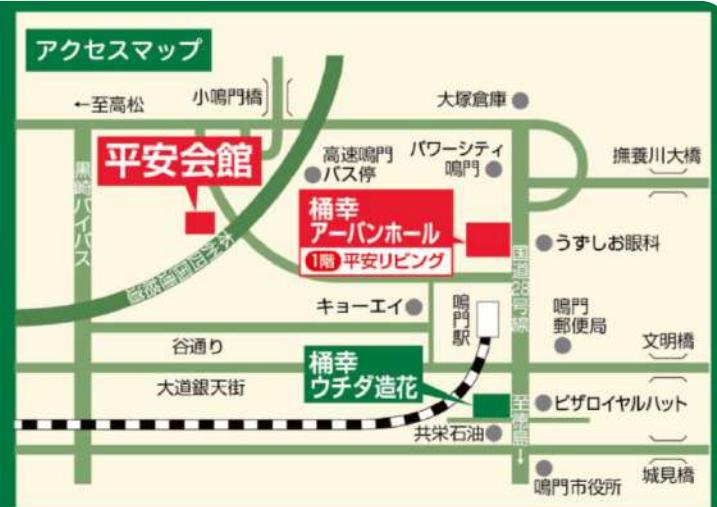 アクセスマップ
←至高松
小鳴門橋
大塚倉庫
平安会館
高速鳴門
バス停
パワーシティ
鳴門
撫養川大橋
黒崎バイパス
桶幸
アーバンホール
1階 平安リビング
国道28号線
うずしお眼科
キョーエイ
鳴門駅
鳴門
郵便局
谷通り
文明橋
大道銀天街
桶幸
ウチダ造花
至徳島→
ピザロイヤルハット
共栄石油
鳴門市役所
城見橋